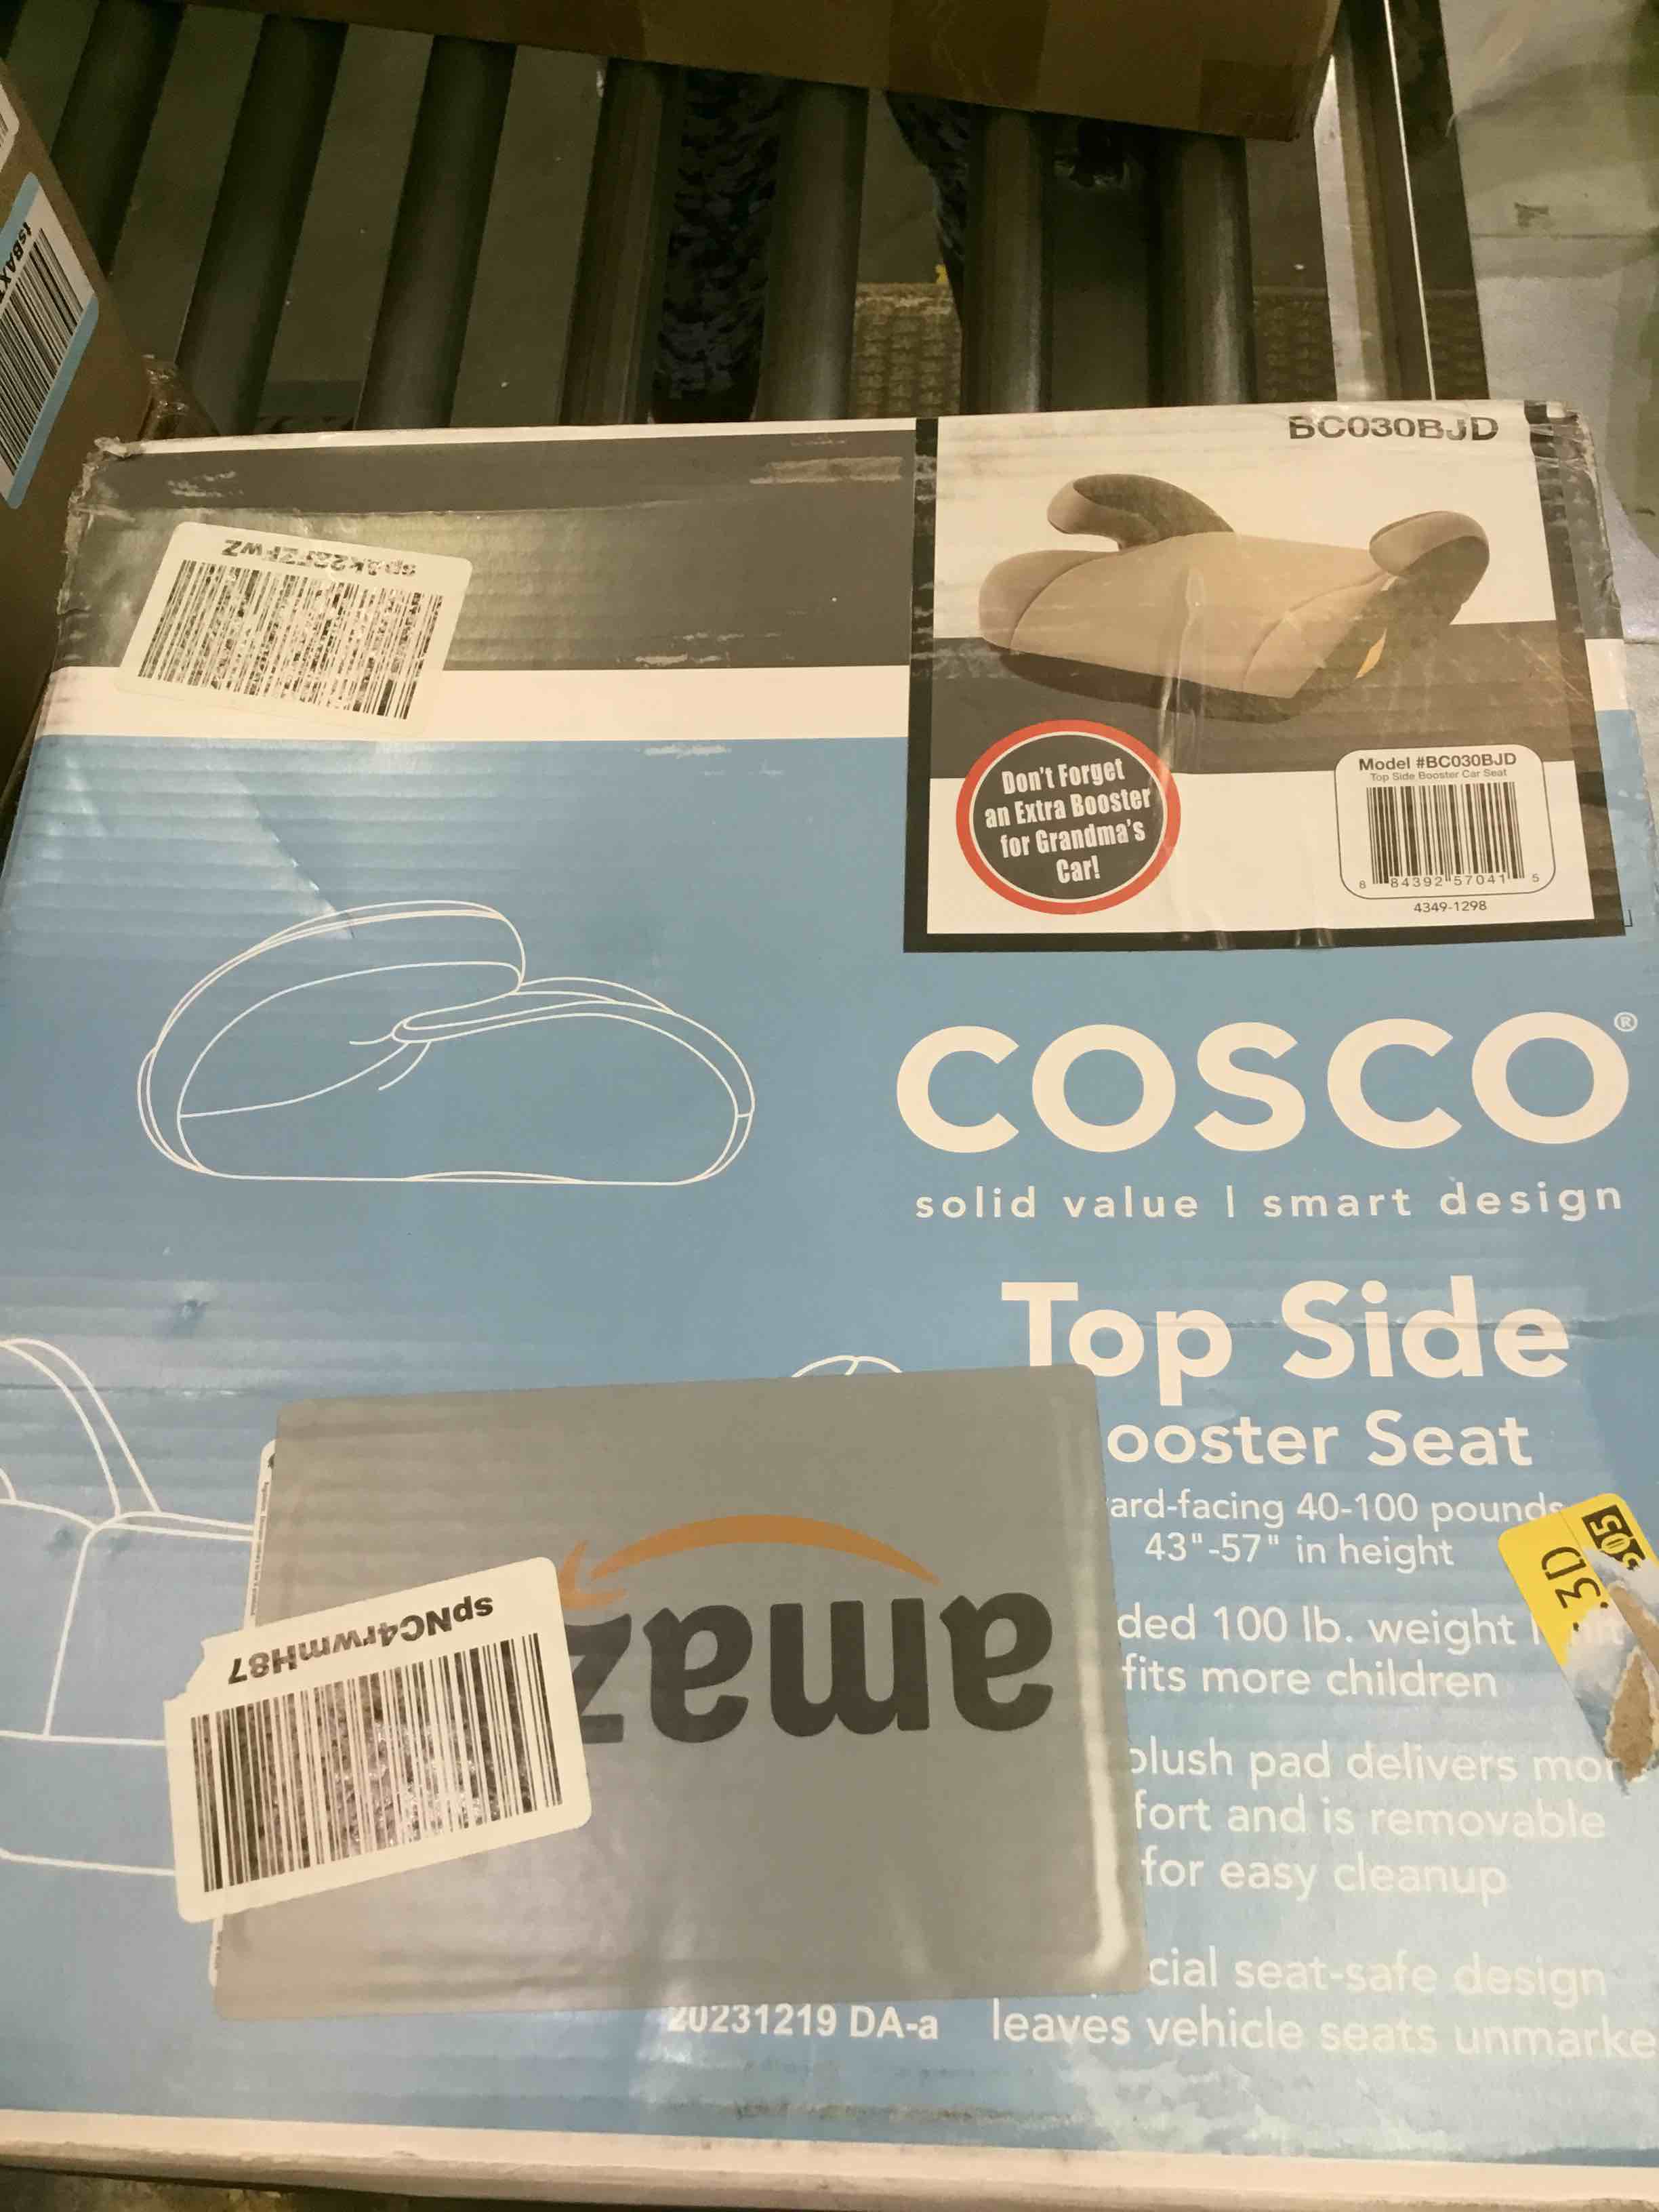 BC030BJD
Don't Forget
an Extra Booster
for Grandma's
Car!
Model #BC030BJD
Top Side Booster Car Seat
6 84392 57041 5
4349-1298
COSCO®
solid value | smart design
Top Side
ooster Seat
ard-facing 40-100 pounds
43"-57" in height
ded 100 lb. weight
fits more children
plush pad delivers mor
fort and is removable
for easy cleanup
cial seat-safe design
leaves vehicle seats unmarke
20231219 DA-a
amaz
spNC4rwmH87